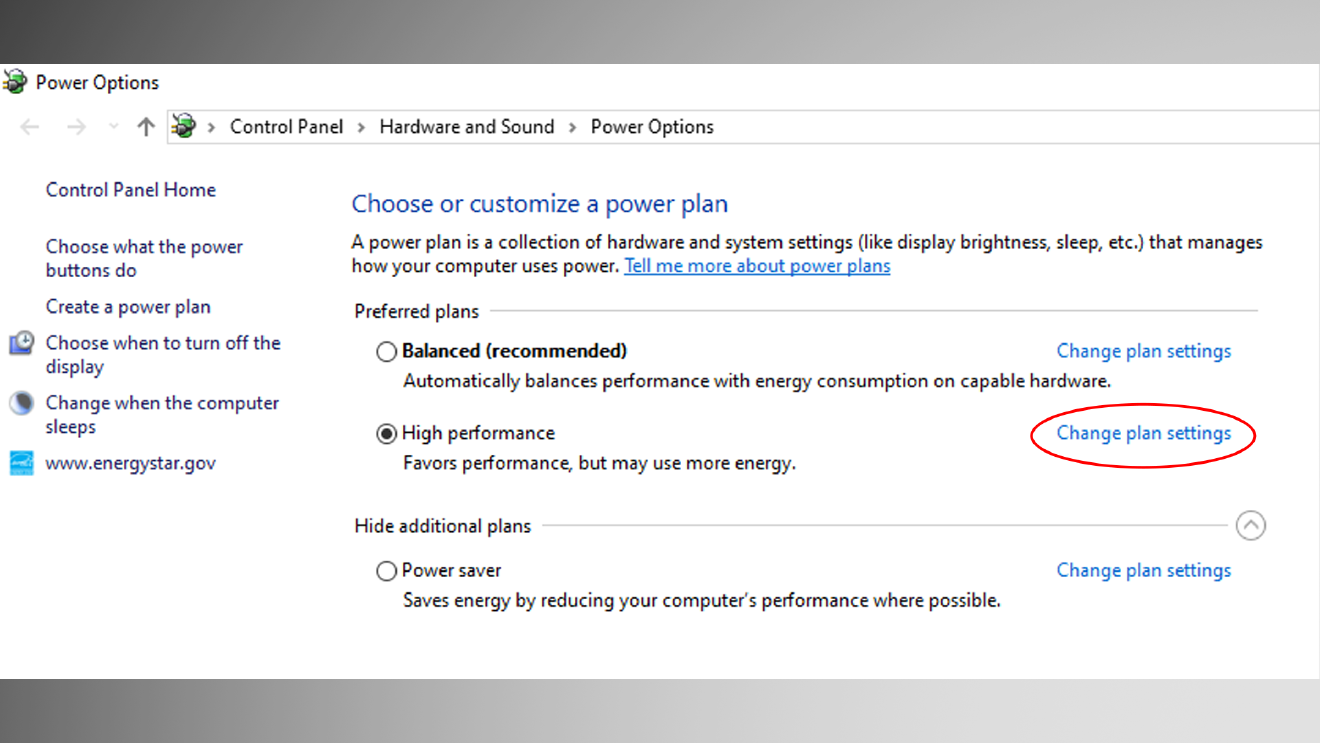 Power Options
Control Panel > Hardware and Sound > Power Options
Control Panel Home
Choose what the power
buttons do
Create a power plan
Choose when to turn off the
display
Change when the computer
sleeps
www.energystar.gov
Choose or customize a power plan
A power plan is a collection of hardware and system settings (like display brightness, sleep, etc.) that manages
how your computer uses power. Tell me more about power plans
Preferred plans
Balanced (recommended) Change plan settings
Automatically balances performance with energy consumption on capable hardware.
High performance Change plan settings
Favors performance, but may use more energy.
Hide additional plans
Power saver Change plan settings
Saves energy by reducing your computer's performance where possible.